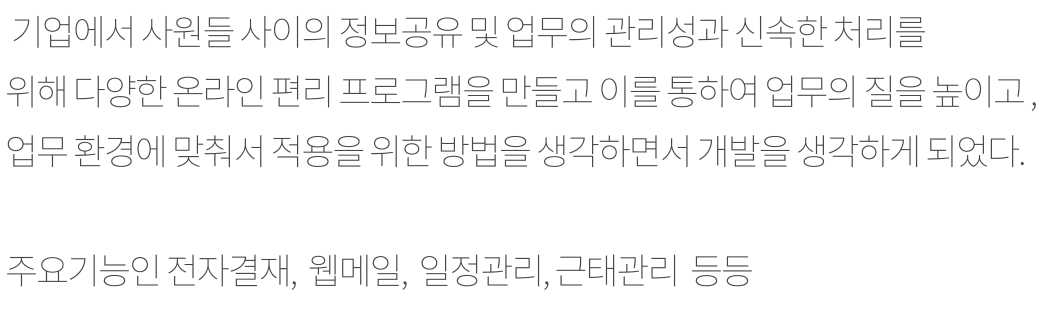 기업에서 사원들 사이의 정보공유 및 업무의 관리성과 신속한 처리를
위해 다양한 온라인 편리 프로그램을 만들고 이를 통하여 업무의 질을 높이고 ,
업무 환경에 맞춰서 적용을 위한 방법을 생각하면서 개발을 생각하게 되었다.
주요기능인 전자결재, 웹메일, 일정관리, 근태관리 등등